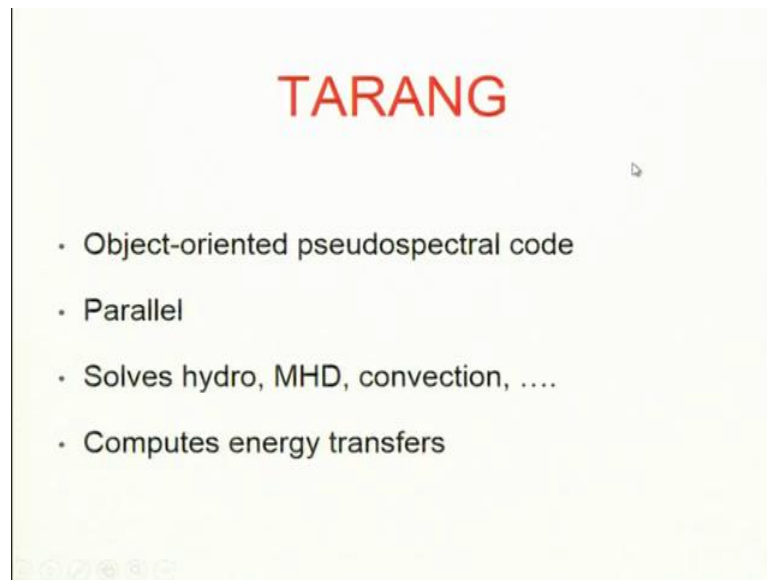 TARANG
• Object-oriented pseudospectral code
• Parallel
• Solves hydro, MHD, convection, ....
• Computes energy transfers